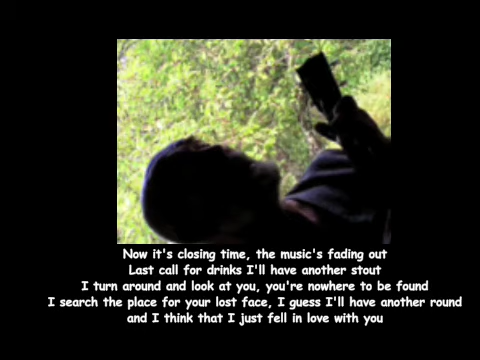 Now it's closing time, the music's fading out
Last call for drinks I'll have another stout
I turn around and look at you, you're nowhere to be found
I search the place for your lost face, I guess I'll have another round
and I think that I just fell in love with you